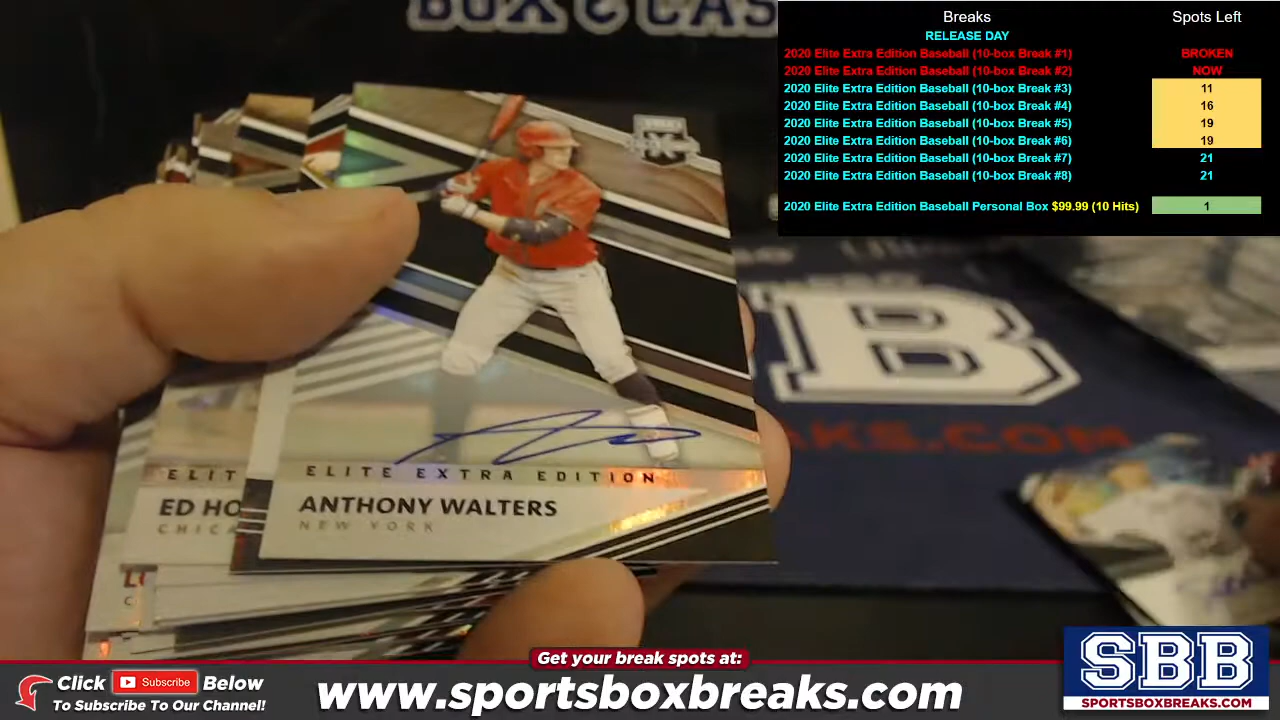 BOX & CAS
Breaks Spots Left
RELEASE DAY
2020 Elite Extra Edition Baseball (10-box Break #1) BROKEN
2020 Elite Extra Edition Baseball (10-box Break #2) NOW
2020 Elite Extra Edition Baseball (10-box Break #3) 11
2020 Elite Extra Edition Baseball (10-box Break #4) 16
2020 Elite Extra Edition Baseball (10-box Break #5) 19
2020 Elite Extra Edition Baseball (10-box Break #6) 19
2020 Elite Extra Edition Baseball (10-box Break #7) 21
2020 Elite Extra Edition Baseball (10-box Break #8) 21
2020 Elite Extra Edition Baseball Personal Box $99.99 (10 Hits) 1
B
AKS.COM
ELITE EXTRA EDITION
ANTHONY WALTERS
NEW YORK
ELIT
ED HO
CHICA
Get your break spots at:
Click Subscribe Below
To Subscribe To Our Channel!
www.sportsboxbreaks.com
SBB
SPORTSBOXBREAKS.COM